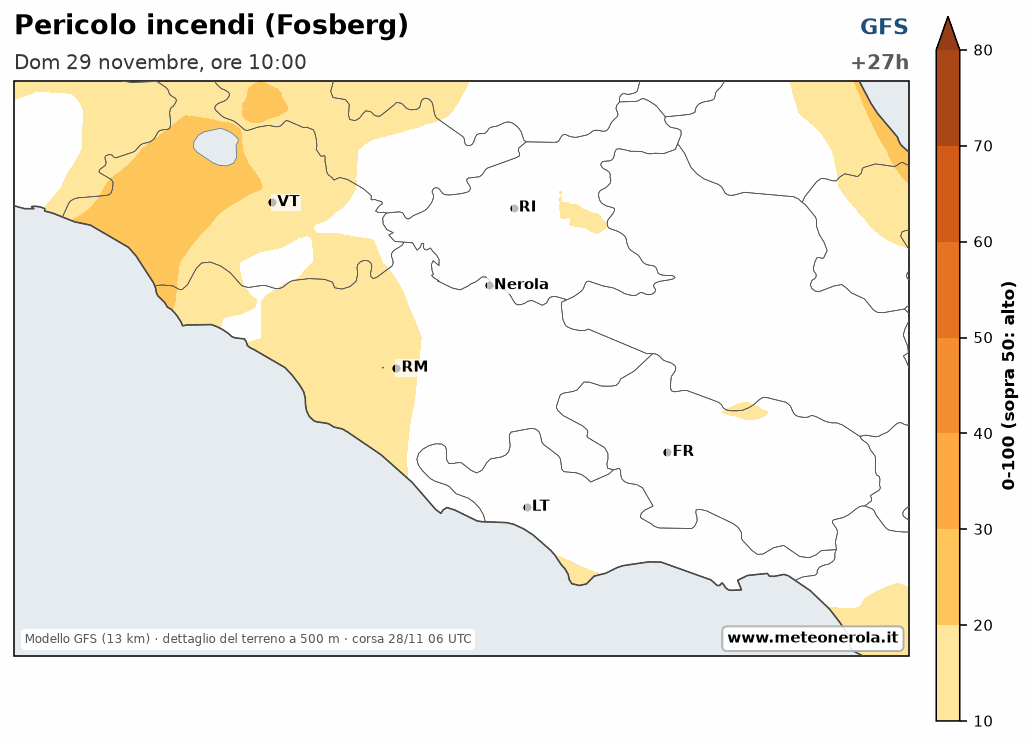 Pericolo incendi (Fosberg)
GFS
Dom 29 novembre, ore 10:00
+27h
80
70
60
50
40
30
20
10
0-100 (sopra 50: alto)
VT
RI
Nerola
RM
FR
LT
Modello GFS (13 km) · dettaglio del terreno a 500 m · corsa 28/11 06 UTC
www.meteonerola.it